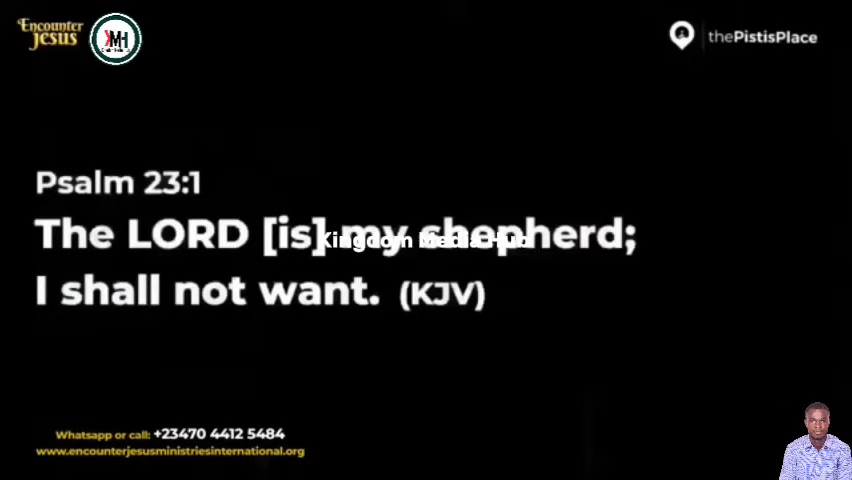 Encounter Jesus
KMH
thePistisPlace
Psalm 23:1
The LORD [is] my shepherd;
Kingdom Media Hub
I shall not want. (KJV)
Whatsapp or call: +23470 4412 5484
www.encounterjesusministriesinternational.org